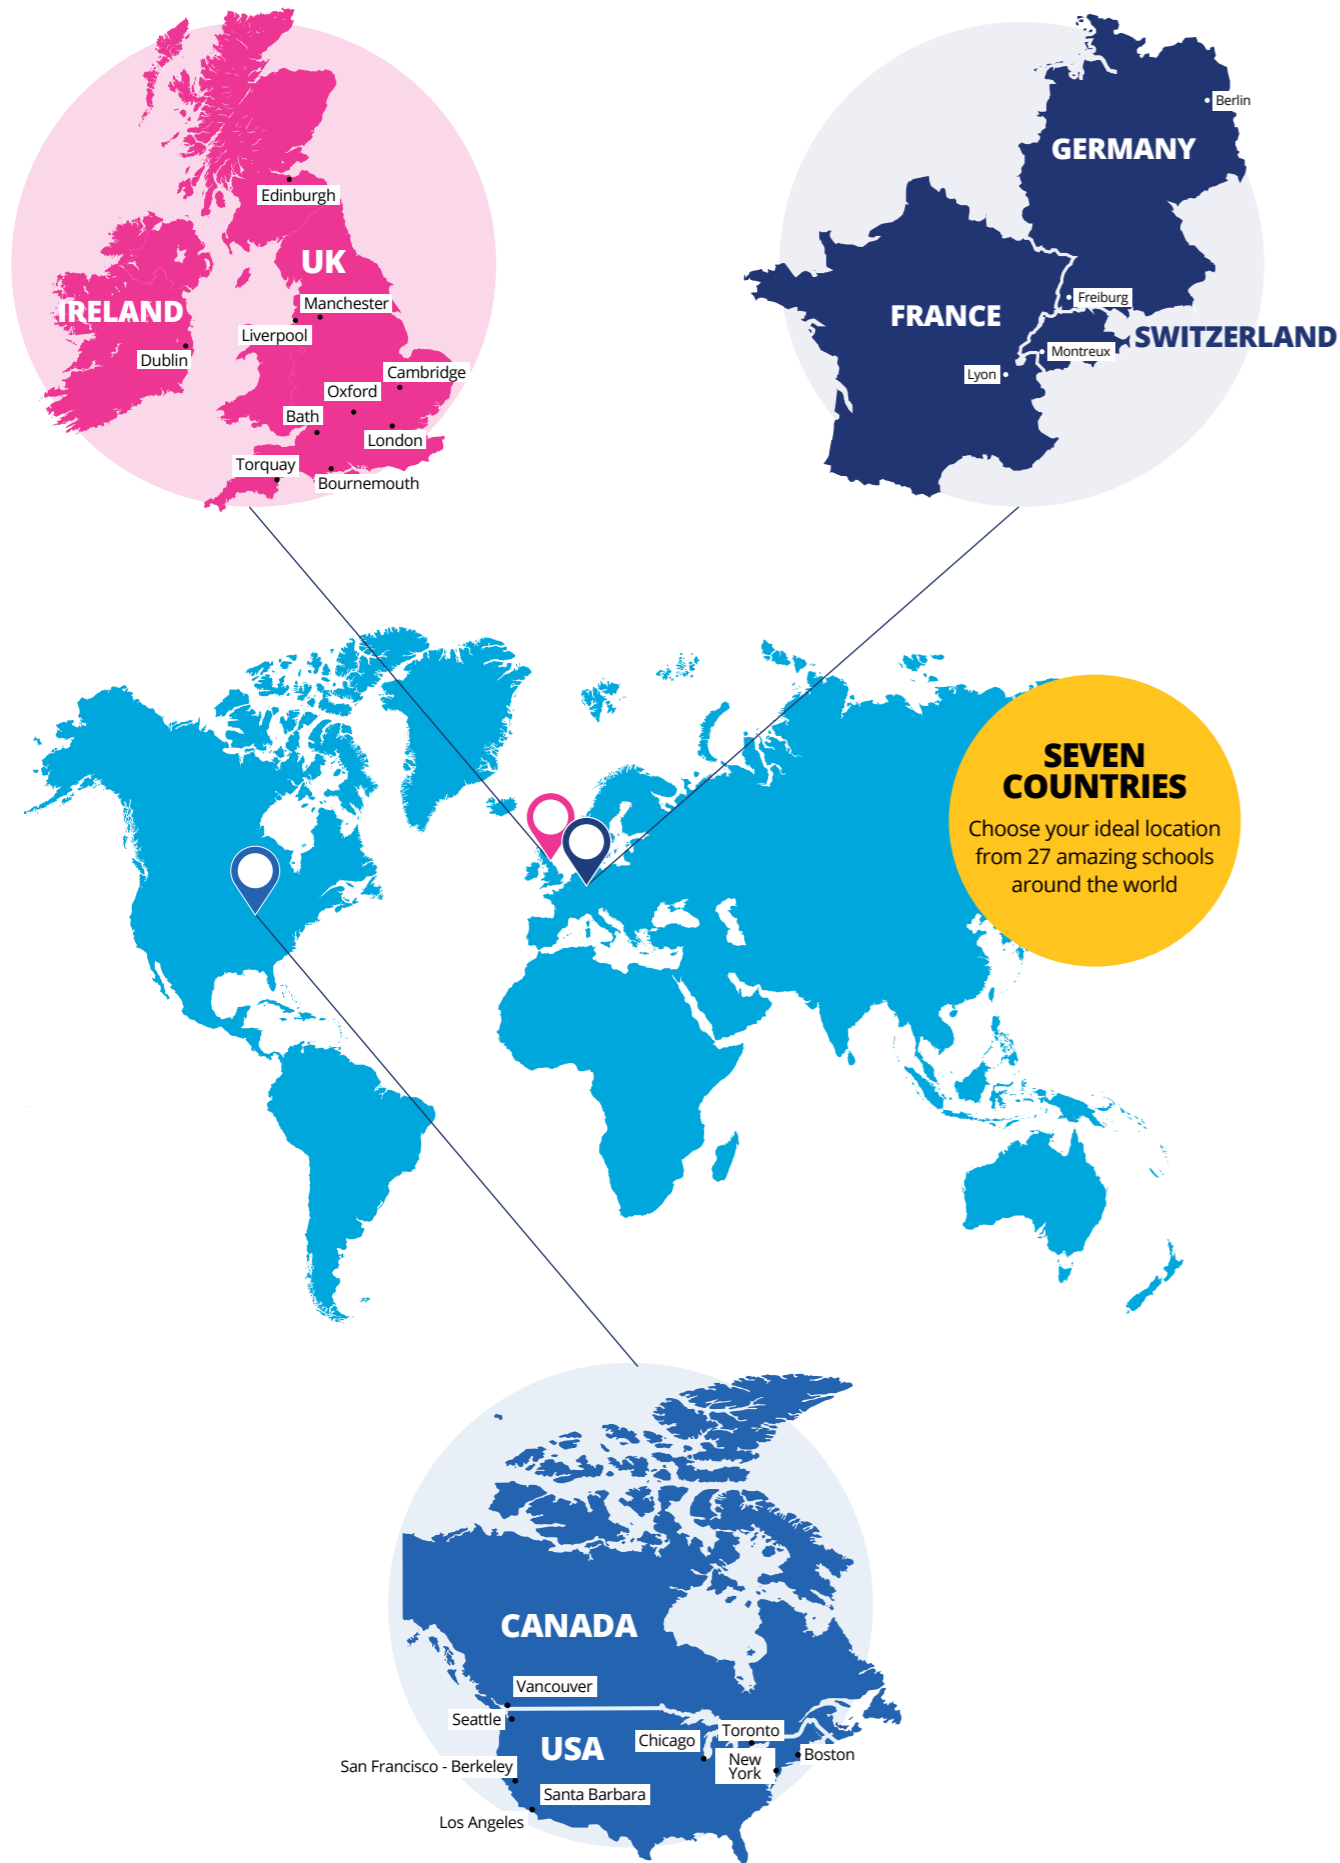 Edinburgh
UK
Manchester
IRELAND
Liverpool
Dublin
Cambridge
Oxford
Bath
London
Torquay
Bournemouth
Berlin
GERMANY
Freiburg
FRANCE
SWITZERLAND
Montreux
Lyon
SEVEN
COUNTRIES
Choose your ideal location
from 27 amazing schools
around the world
CANADA
Vancouver
Seattle
Toronto
Chicago
USA
New
York
Boston
San Francisco - Berkeley
Santa Barbara
Los Angeles